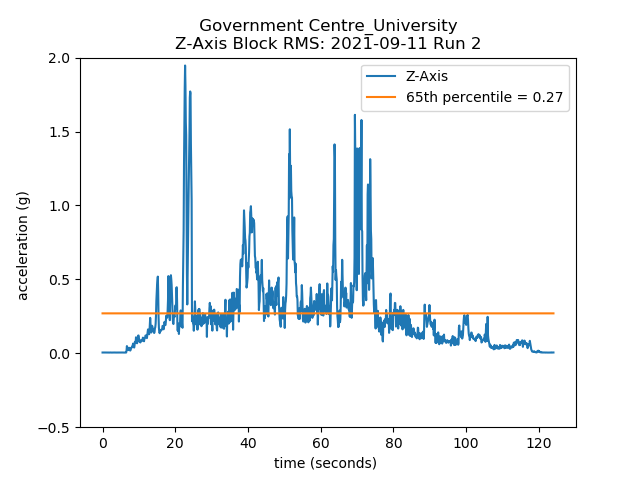 Government Centre_University
Z-Axis Block RMS: 2021-09-11 Run 2
Z-Axis
65th percentile = 0.27
2.0
1.5
1.0
0.5
0.0
−0.5
acceleration (g)
0 20 40 60 80 100 120
time (seconds)